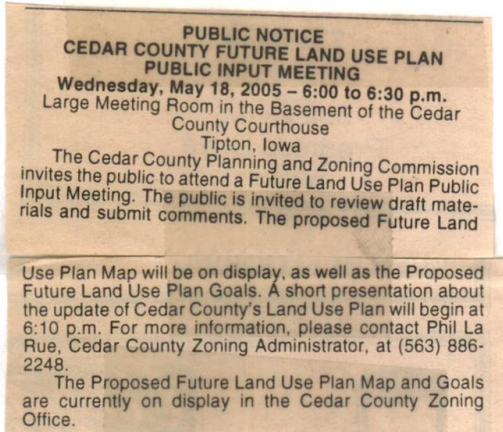 PUBLIC NOTICE
CEDAR COUNTY FUTURE LAND USE PLAN
PUBLIC INPUT MEETING
Wednesday, May 18, 2005 – 6:00 to 6:30 p.m.
Large Meeting Room in the Basement of the Cedar
County Courthouse
Tipton, Iowa
The Cedar County Planning and Zoning Commission
invites the public to attend a Future Land Use Plan Public
Input Meeting. The public is invited to review draft mate-
rials and submit comments. The proposed Future Land
Use Plan Map will be on display, as well as the Proposed
Future Land Use Plan Goals. A short presentation about
the update of Cedar County's Land Use Plan will begin at
6:10 p.m. For more information, please contact Phil La
Rue, Cedar County Zoning Administrator, at (563) 886-
2248.
The Proposed Future Land Use Plan Map and Goals
are currently on display in the Cedar County Zoning
Office.